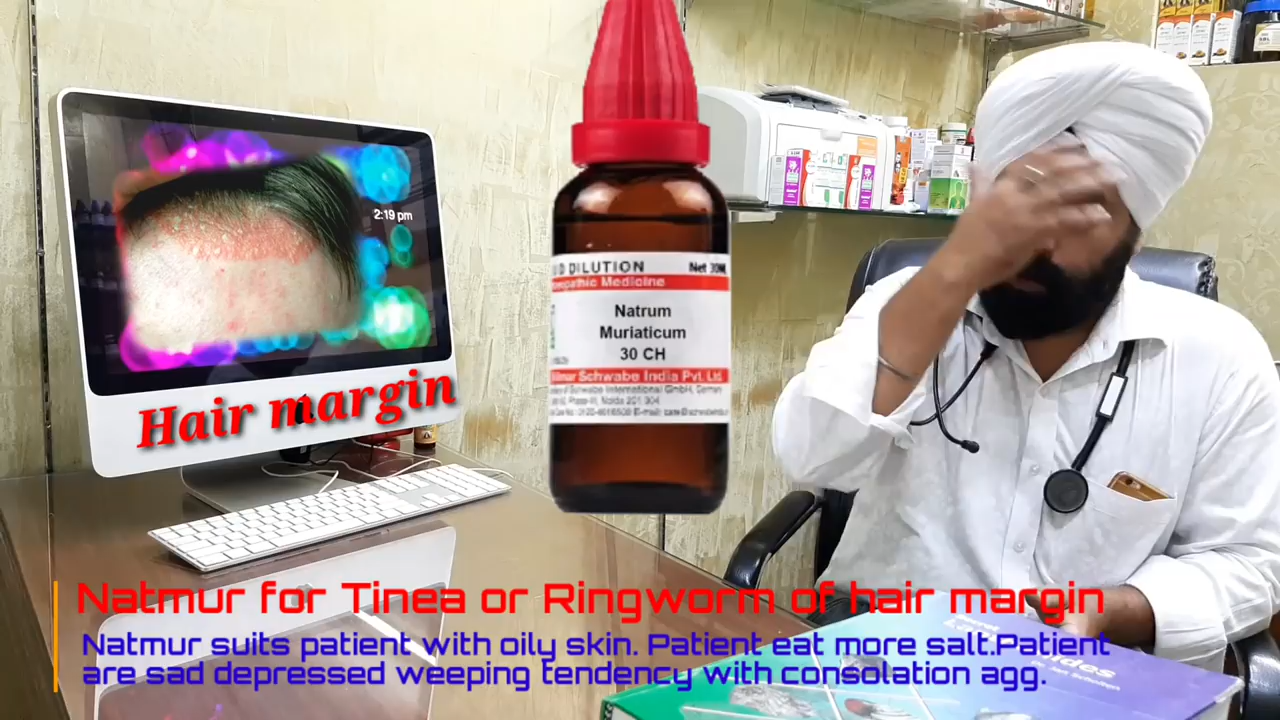 2:19 pm
Hair margin
DILUTION Net 30ML
Medicine
Natrum
Muriaticum
30 CH
Schwabe India Pvt. Ltd.
Natmur for Tinea or Ringworm of hair margin
Natmur suits patient with oily skin. Patient eat more salt.Patient
are sad depressed weeping tendency with consolation agg.